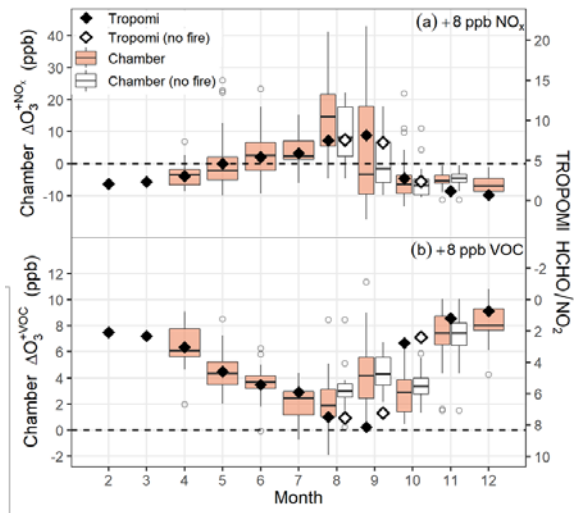 (a) +8 ppb NOₓ
Tropomi
Tropomi (no fire)
Chamber
Chamber (no fire)
Chamber ΔO₃⁺ᴺᴼˣ (ppb)
40
30
20
10
0
-10
20
15
10
5
0
(b) +8 ppb VOC
Chamber ΔO₃⁺ⱽᴼᶜ (ppb)
12
10
8
6
4
2
0
-2
-2
0
2
4
6
8
10
TROPOMI HCHO/NO₂
2 3 4 5 6 7 8 9 10 11 12
Month